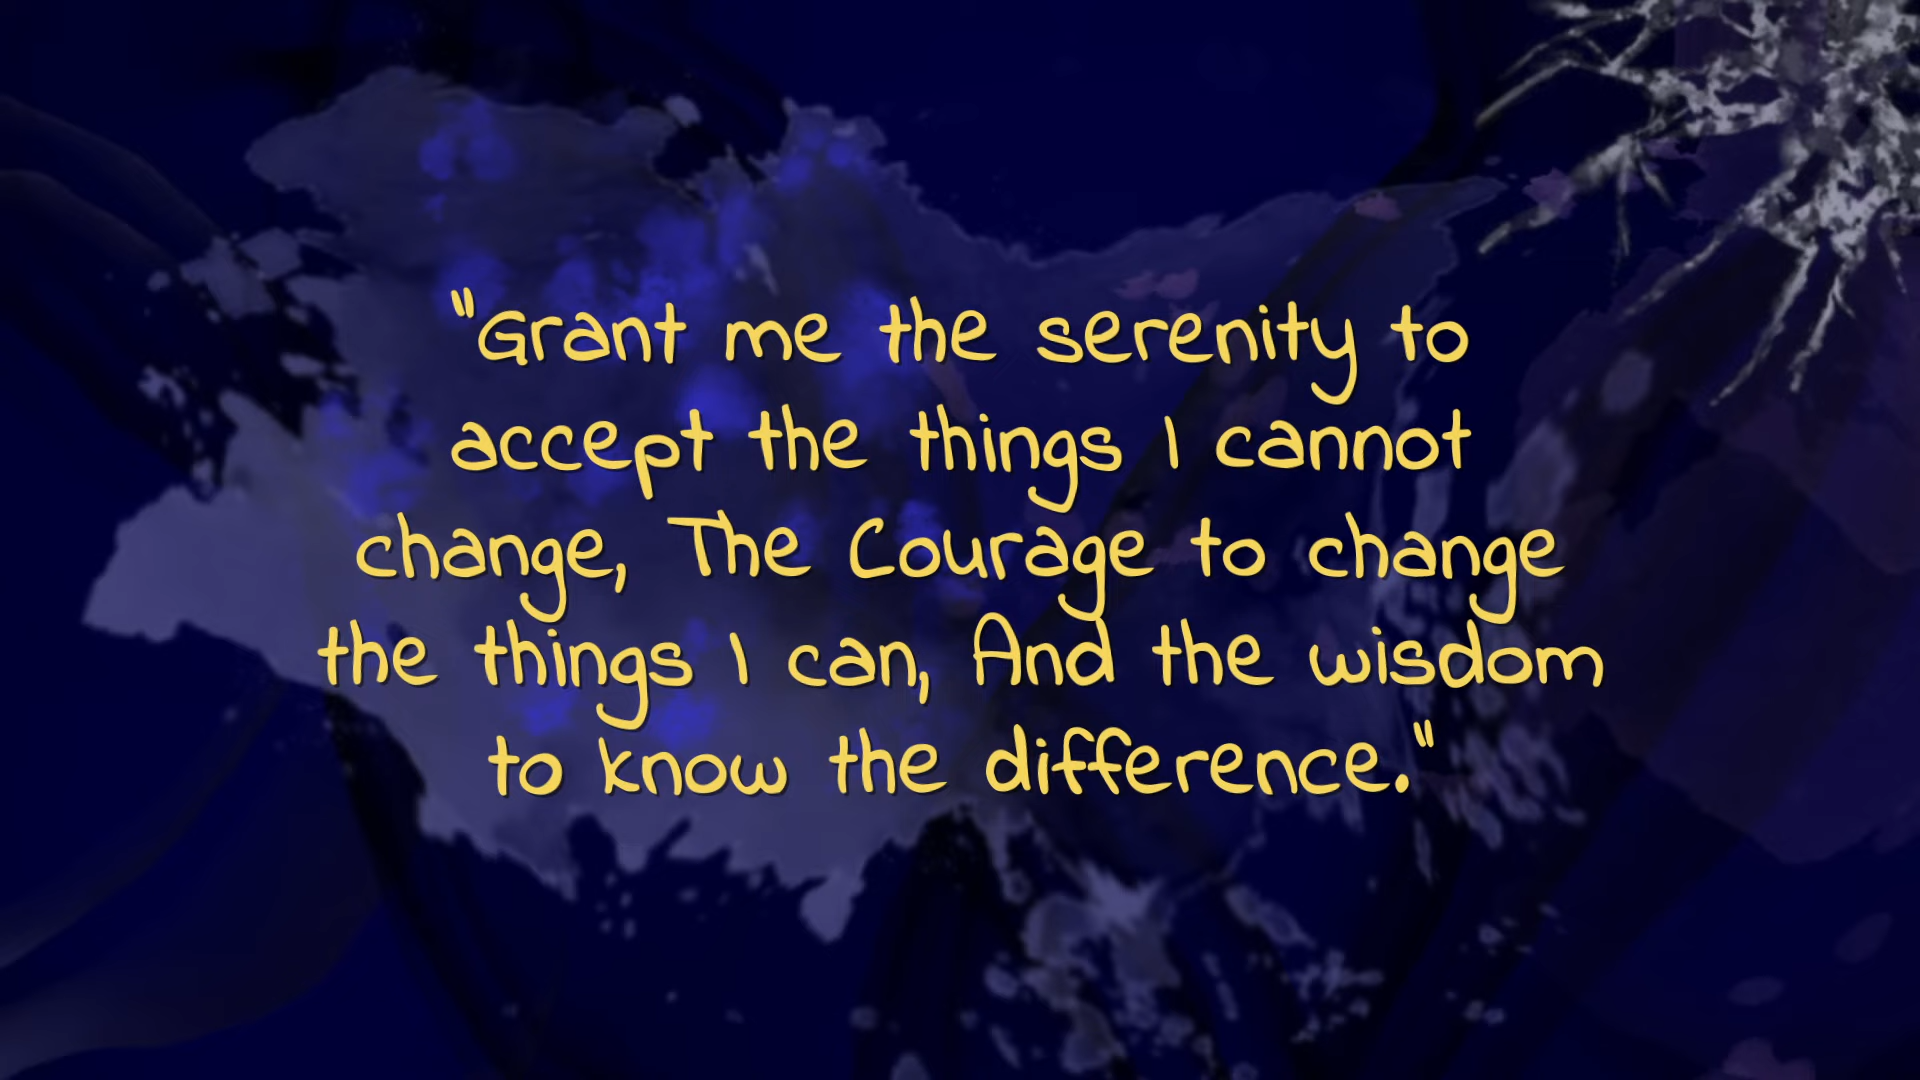 "Grant me the serenity to
accept the things I cannot
change, The Courage to change
the things I can, And the wisdom
to know the difference."